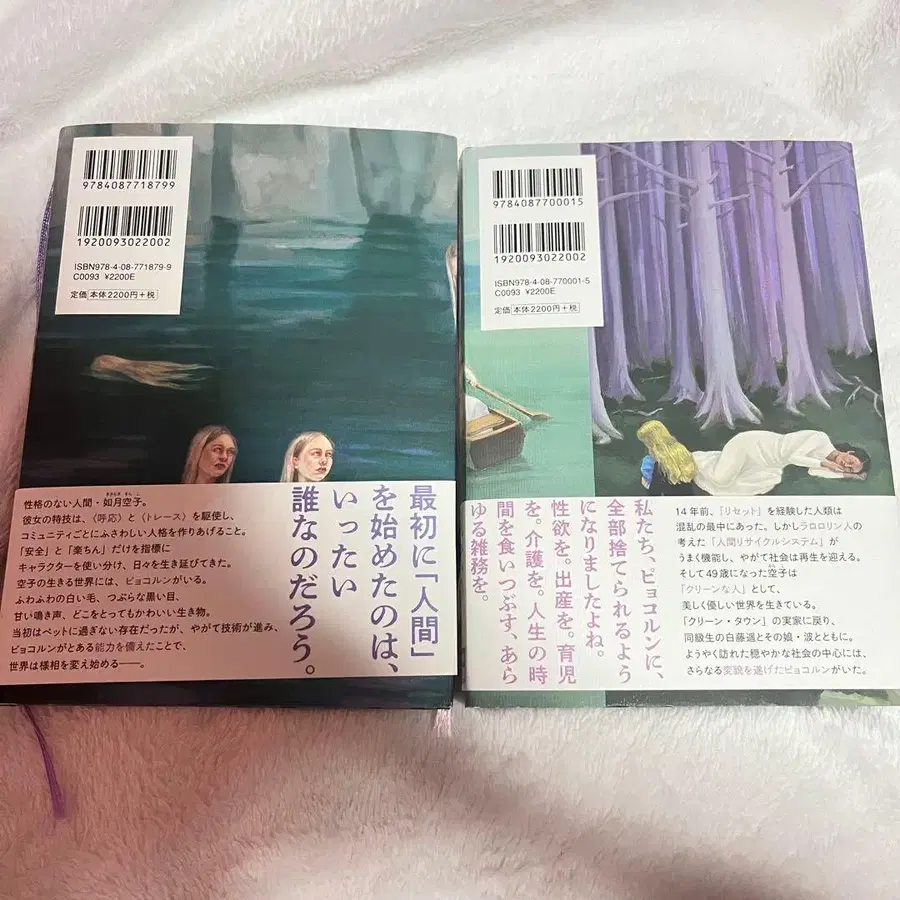 9784087718799
1920093022002
ISBN978-4-08-771879-9
C0093 ¥2200E
定価 本体2200円+税
性格のない人間・如月空子。
彼女の特技は、〈呼応〉と〈トレース〉を駆使し、
コミュニティごとにふさわしい人格を作りあげること。
「安全」と「楽ちん」だけを指標に
キャラクターを使い分け、日々を生き延びてきた。
空子の生きる世界には、ピョコルンがいる。
ふわふわの白い毛、つぶらな黒い目、
甘い鳴き声、どこをとってもかわいい生き物。
当初はペットに過ぎない存在だったが、やがて技術が進み、
ピョコルンがとある能力を備えたことで、
世界は様相を変え始める――。
最初に「人間」
を始めたのは、
いったい
誰なのだろう。
9784087700015
1920093022002
ISBN978-4-08-770001-5
C0093 ¥2200E
定価 本体2200円+税
私たち、ピョコルンに、
全部捨てられるよう
になりましたよね。
性欲を。出産を。育児
を。介護を。人生の時
間を食いつぶす、あら
ゆる雑務を。
14年前、「リセット」を経験した人類は
混乱の最中にあった。しかしラロロリン人の
考えた「人間リサイクルシステム」が
うまく機能し、やがて社会は再生を迎える。
そして49歳になった空子は
「クリーンな人」として、
美しく優しい世界を生きている。
「クリーン・タウン」の実家に戻り、
同級生の白藤遥とその娘・波とともに。
ようやく訪れた穏やかな社会の中心には、
さらなる変貌を遂げたピョコルンがいた。